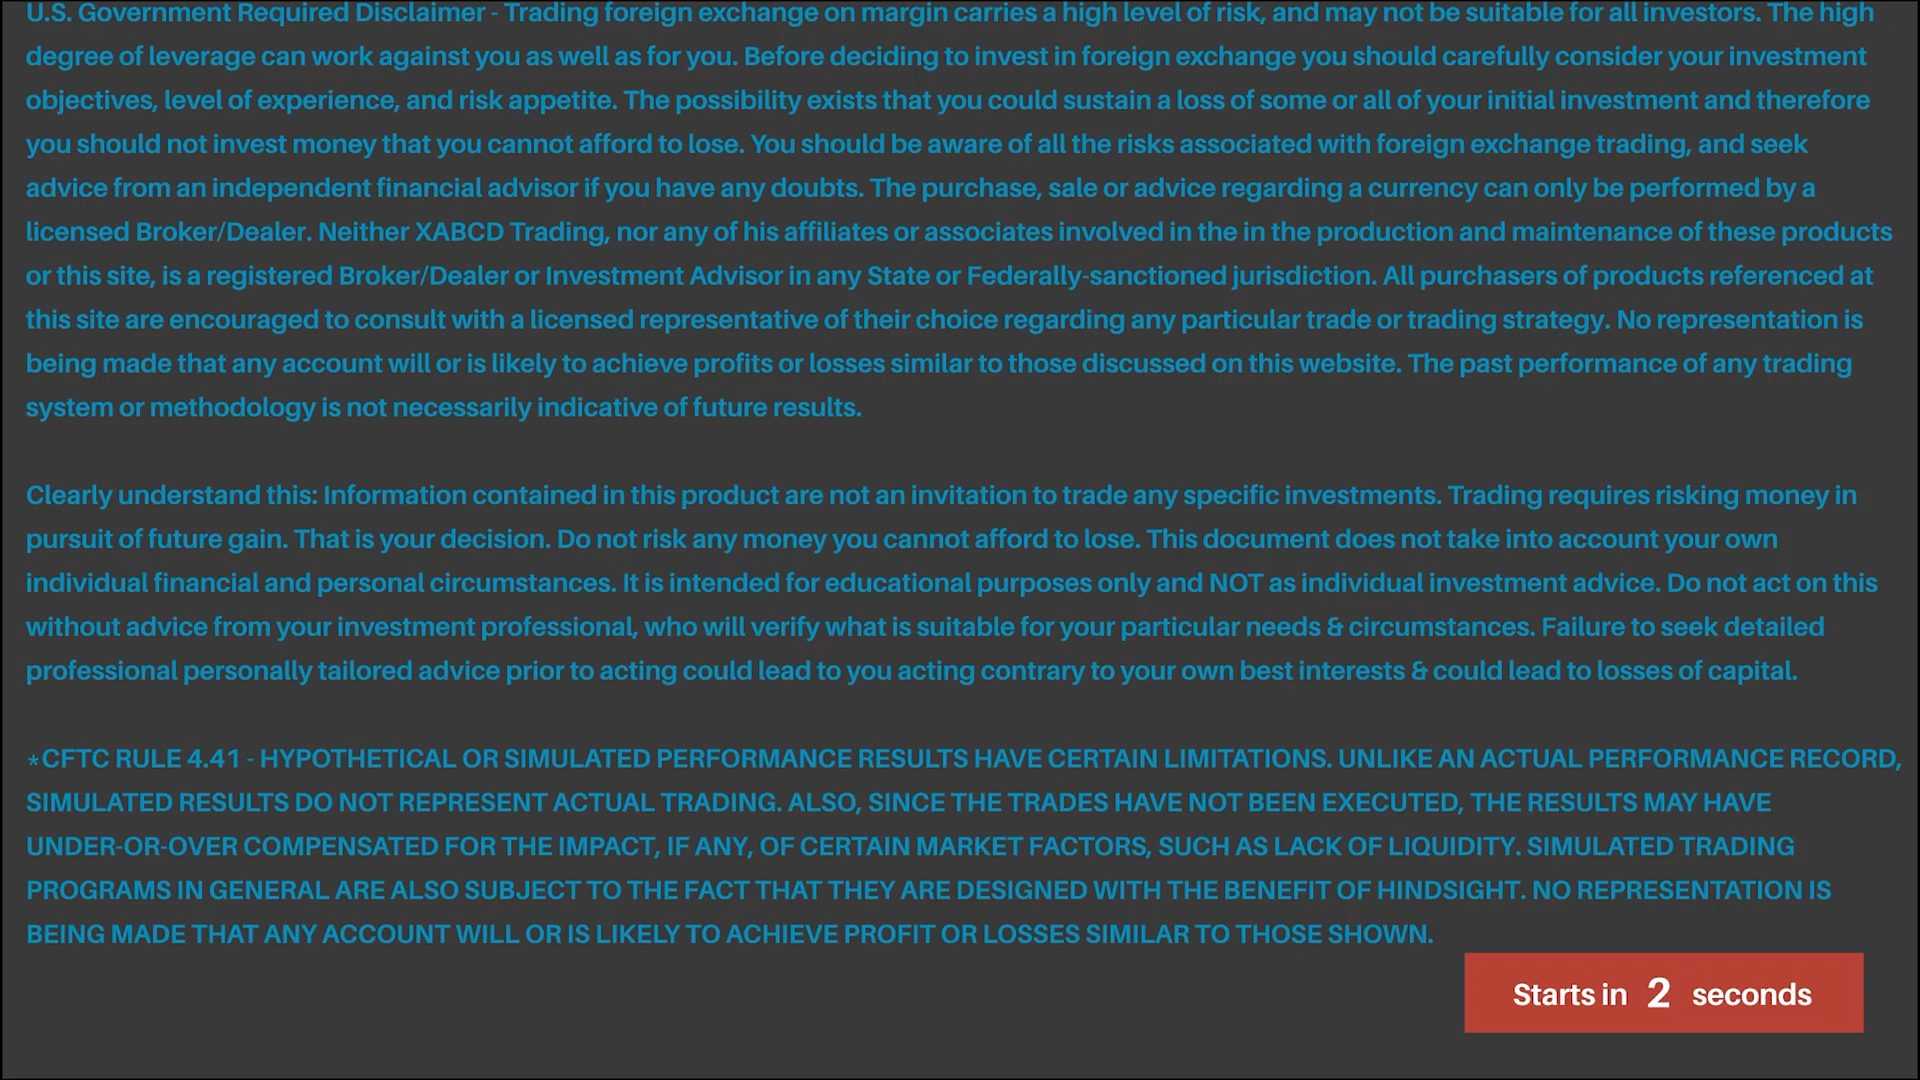 U.S. Government Required Disclaimer - Trading foreign exchange on margin carries a high level of risk, and may not be suitable for all investors. The high
degree of leverage can work against you as well as for you. Before deciding to invest in foreign exchange you should carefully consider your investment
objectives, level of experience, and risk appetite. The possibility exists that you could sustain a loss of some or all of your initial investment and therefore
you should not invest money that you cannot afford to lose. You should be aware of all the risks associated with foreign exchange trading, and seek
advice from an independent financial advisor if you have any doubts. The purchase, sale or advice regarding a currency can only be performed by a
licensed Broker/Dealer. Neither XABCD Trading, nor any of his affiliates or associates involved in the in the production and maintenance of these products
or this site, is a registered Broker/Dealer or Investment Advisor in any State or Federally-sanctioned jurisdiction. All purchasers of products referenced at
this site are encouraged to consult with a licensed representative of their choice regarding any particular trade or trading strategy. No representation is
being made that any account will or is likely to achieve profits or losses similar to those discussed on this website. The past performance of any trading
system or methodology is not necessarily indicative of future results.
Clearly understand this: Information contained in this product are not an invitation to trade any specific investments. Trading requires risking money in
pursuit of future gain. That is your decision. Do not risk any money you cannot afford to lose. This document does not take into account your own
individual financial and personal circumstances. It is intended for educational purposes only and NOT as individual investment advice. Do not act on this
without advice from your investment professional, who will verify what is suitable for your particular needs & circumstances. Failure to seek detailed
professional personally tailored advice prior to acting could lead to you acting contrary to your own best interests & could lead to losses of capital.
*CFTC RULE 4.41 - HYPOTHETICAL OR SIMULATED PERFORMANCE RESULTS HAVE CERTAIN LIMITATIONS. UNLIKE AN ACTUAL PERFORMANCE RECORD,
SIMULATED RESULTS DO NOT REPRESENT ACTUAL TRADING. ALSO, SINCE THE TRADES HAVE NOT BEEN EXECUTED, THE RESULTS MAY HAVE
UNDER-OR-OVER COMPENSATED FOR THE IMPACT, IF ANY, OF CERTAIN MARKET FACTORS, SUCH AS LACK OF LIQUIDITY. SIMULATED TRADING
PROGRAMS IN GENERAL ARE ALSO SUBJECT TO THE FACT THAT THEY ARE DESIGNED WITH THE BENEFIT OF HINDSIGHT. NO REPRESENTATION IS
BEING MADE THAT ANY ACCOUNT WILL OR IS LIKELY TO ACHIEVE PROFIT OR LOSSES SIMILAR TO THOSE SHOWN.
Starts in 2 seconds